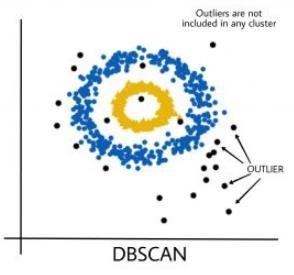 Outliers are not
included in any cluster
OUTLIER
DBSCAN